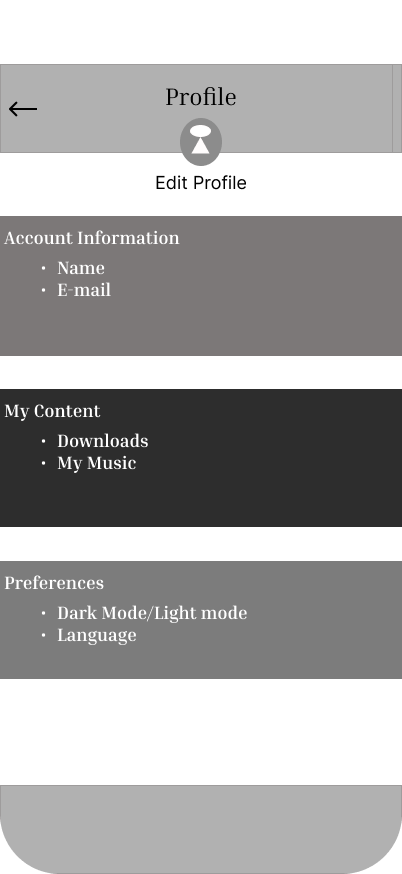 Profile
Edit Profile
Account Information
• Name
• E-mail
My Content
• Downloads
• My Music
Preferences
• Dark Mode/Light mode
• Language